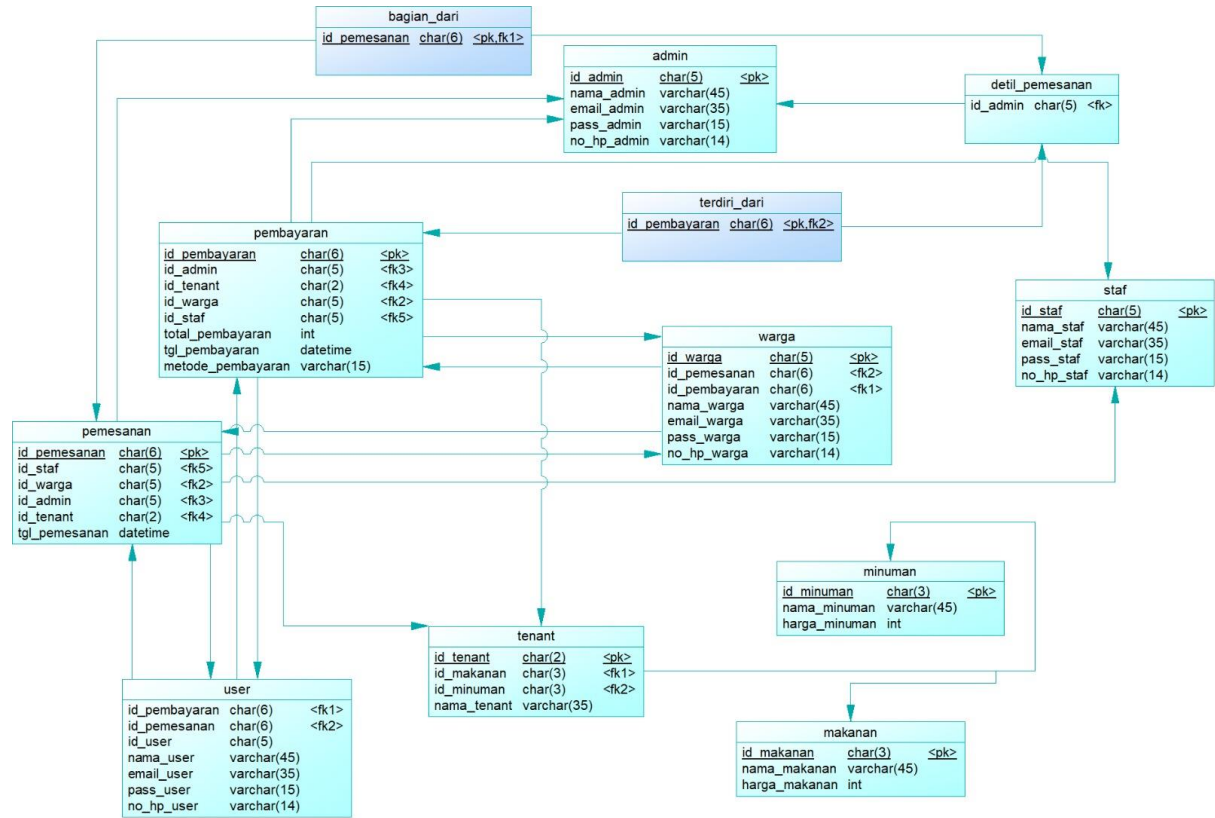 bagian_dari
id_pemesanan char(6) <pk,fk1>
admin
id_admin char(5) <pk>
nama_admin varchar(45)
email_admin varchar(35)
pass_admin varchar(15)
no_hp_admin varchar(14)
detil_pemesanan
id_admin char(5) <fk>
terdiri_dari
id_pembayaran char(6) <pk,fk2>
pembayaran
id_pembayaran char(6) <pk>
id_admin char(5) <fk3>
id_tenant char(2) <fk4>
id_warga char(5) <fk2>
id_staf char(5) <fk5>
total_pembayaran int
tgl_pembayaran datetime
metode_pembayaran varchar(15)
staf
id_staf char(5) <pk>
nama_staf varchar(45)
email_staf varchar(35)
pass_staf varchar(15)
no_hp_staf varchar(14)
warga
id_warga char(5) <pk>
id_pemesanan char(6) <fk2>
id_pembayaran char(6) <fk1>
nama_warga varchar(45)
email_warga varchar(35)
pass_warga varchar(15)
no_hp_warga varchar(14)
pemesanan
id_pemesanan char(6) <pk>
id_staf char(5) <fk5>
id_warga char(5) <fk2>
id_admin char(5) <fk3>
id_tenant char(2) <fk4>
tgl_pemesanan datetime
minuman
id_minuman char(3) <pk>
nama_minuman varchar(45)
harga_minuman int
tenant
id_tenant char(2) <pk>
id_makanan char(3) <fk1>
id_minuman char(3) <fk2>
nama_tenant varchar(35)
user
id_pembayaran char(6) <fk1>
id_pemesanan char(6) <fk2>
id_user char(5)
nama_user varchar(45)
email_user varchar(35)
pass_user varchar(15)
no_hp_user varchar(14)
makanan
id_makanan char(3) <pk>
nama_makanan varchar(45)
harga_makanan int